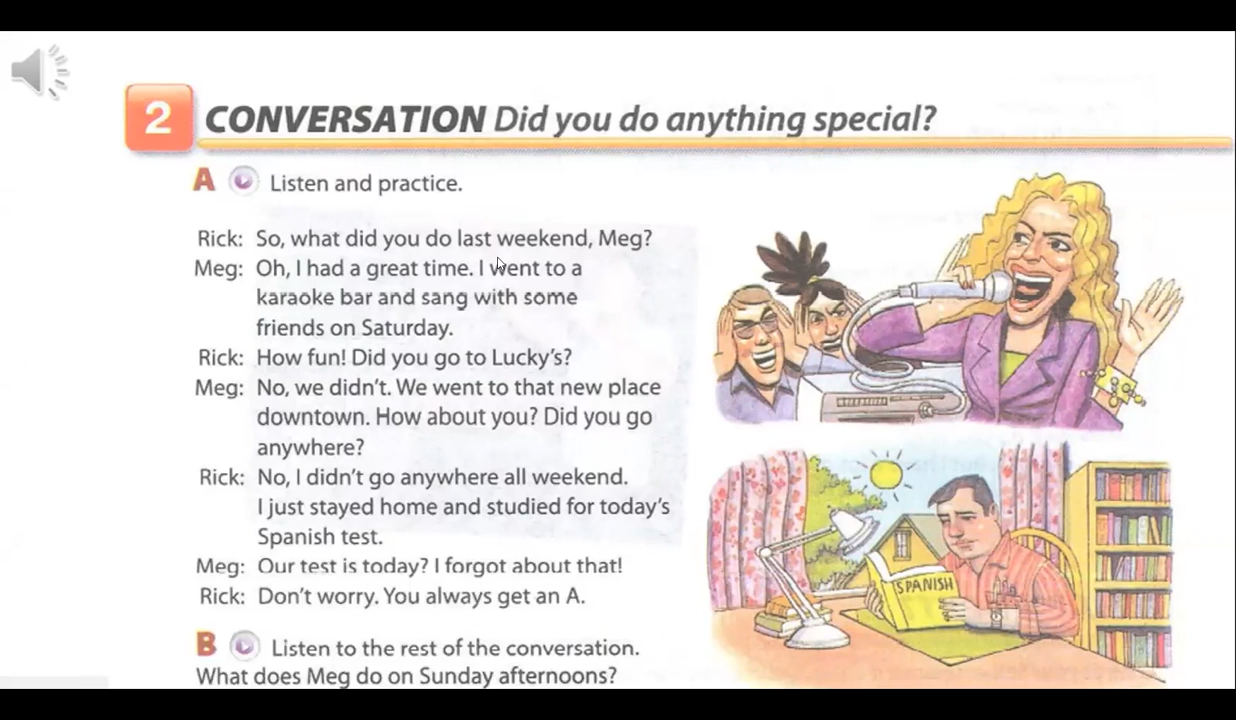 2 CONVERSATION Did you do anything special?
A Listen and practice.
Rick: So, what did you do last weekend, Meg?
Meg: Oh, I had a great time. I went to a
karaoke bar and sang with some
friends on Saturday.
Rick: How fun! Did you go to Lucky's?
Meg: No, we didn't. We went to that new place
downtown. How about you? Did you go
anywhere?
Rick: No, I didn't go anywhere all weekend.
I just stayed home and studied for today's
Spanish test.
Meg: Our test is today? I forgot about that!
Rick: Don't worry. You always get an A.
B Listen to the rest of the conversation.
What does Meg do on Sunday afternoons?
SPANISH